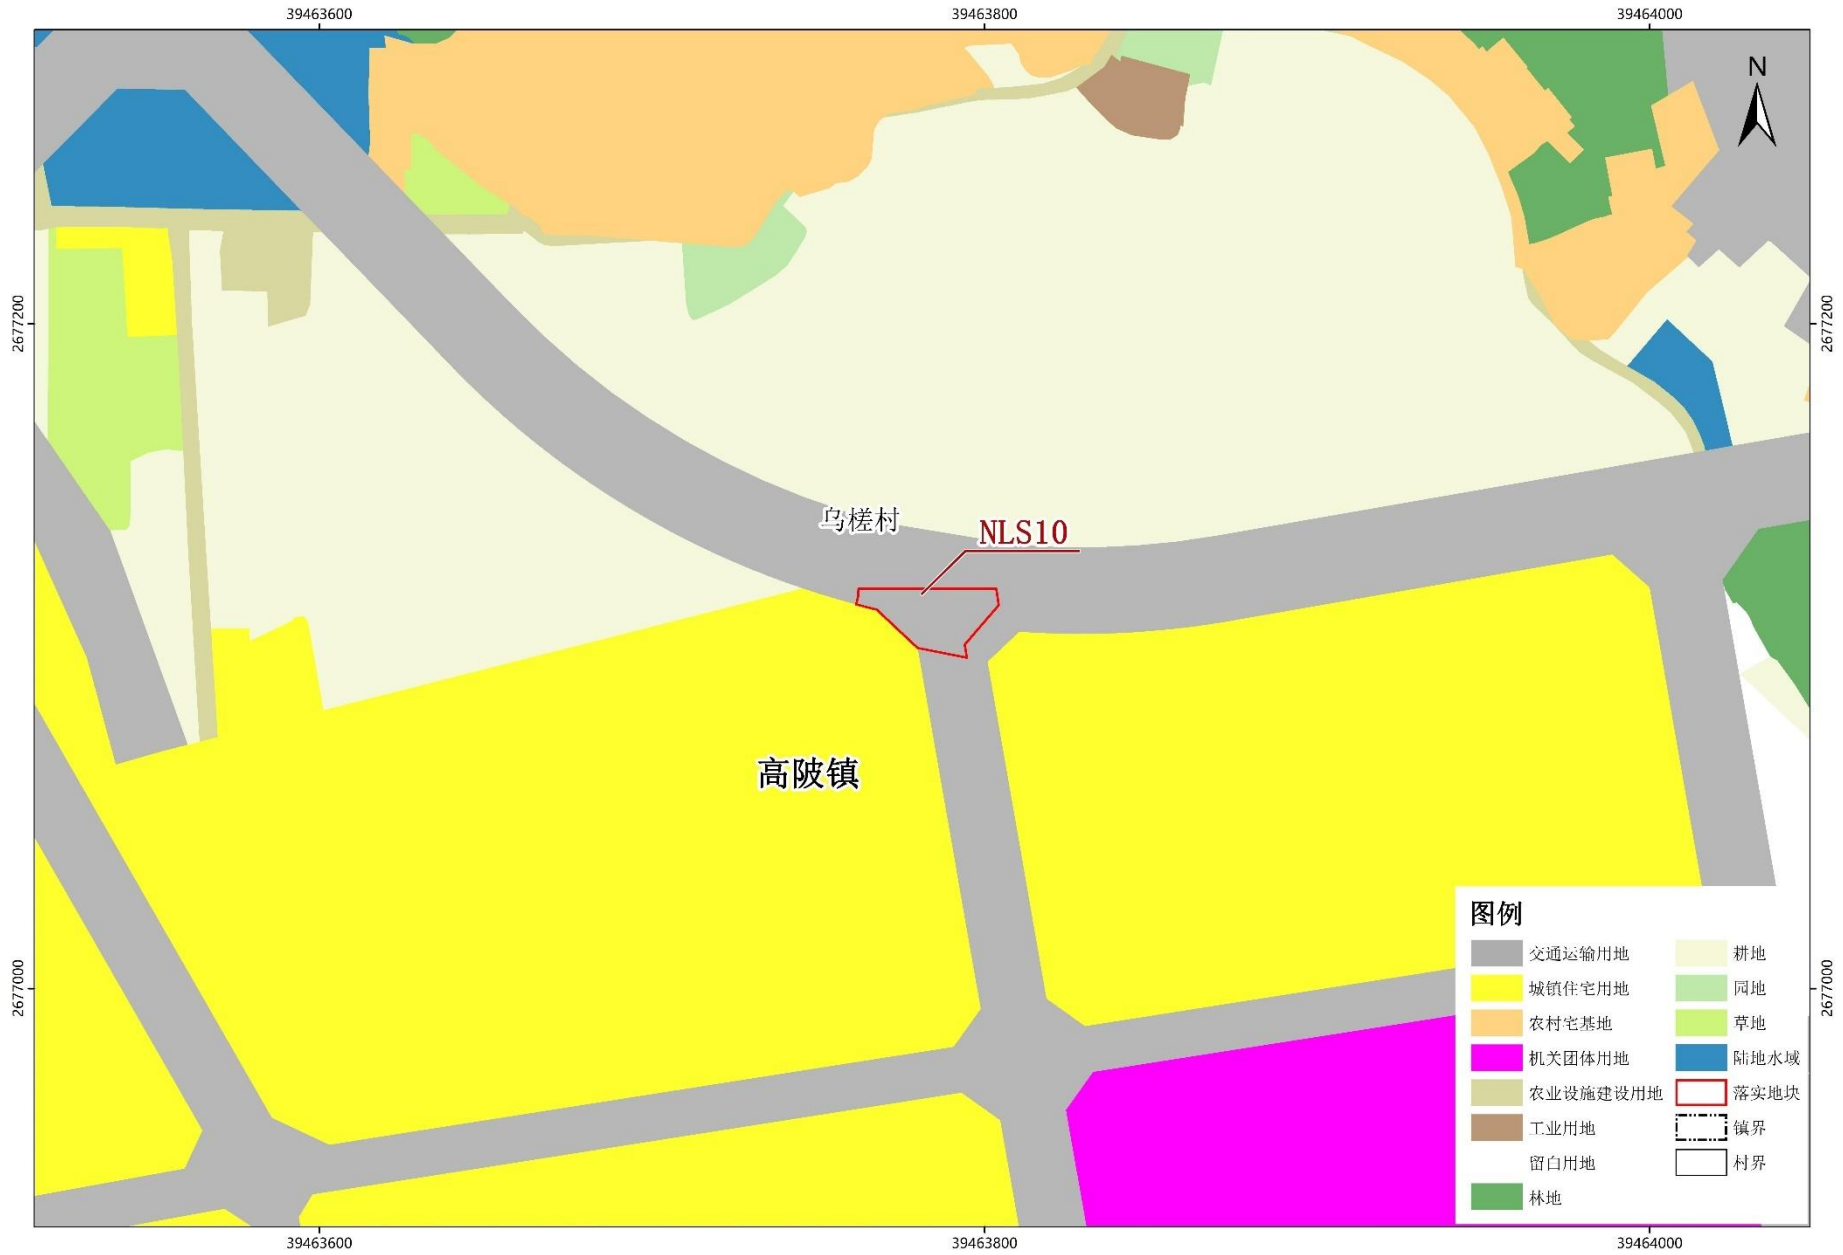 39463600
39463800
39464000
N
2677200
2677200
乌槎村
NLS10
高陂镇
2677000
2677000
图例
交通运输用地
耕地
城镇住宅用地
园地
农村宅基地
草地
机关团体用地
陆地水域
农业设施建设用地
落实地块
工业用地
镇界
留白用地
村界
林地
39463600
39463800
39464000